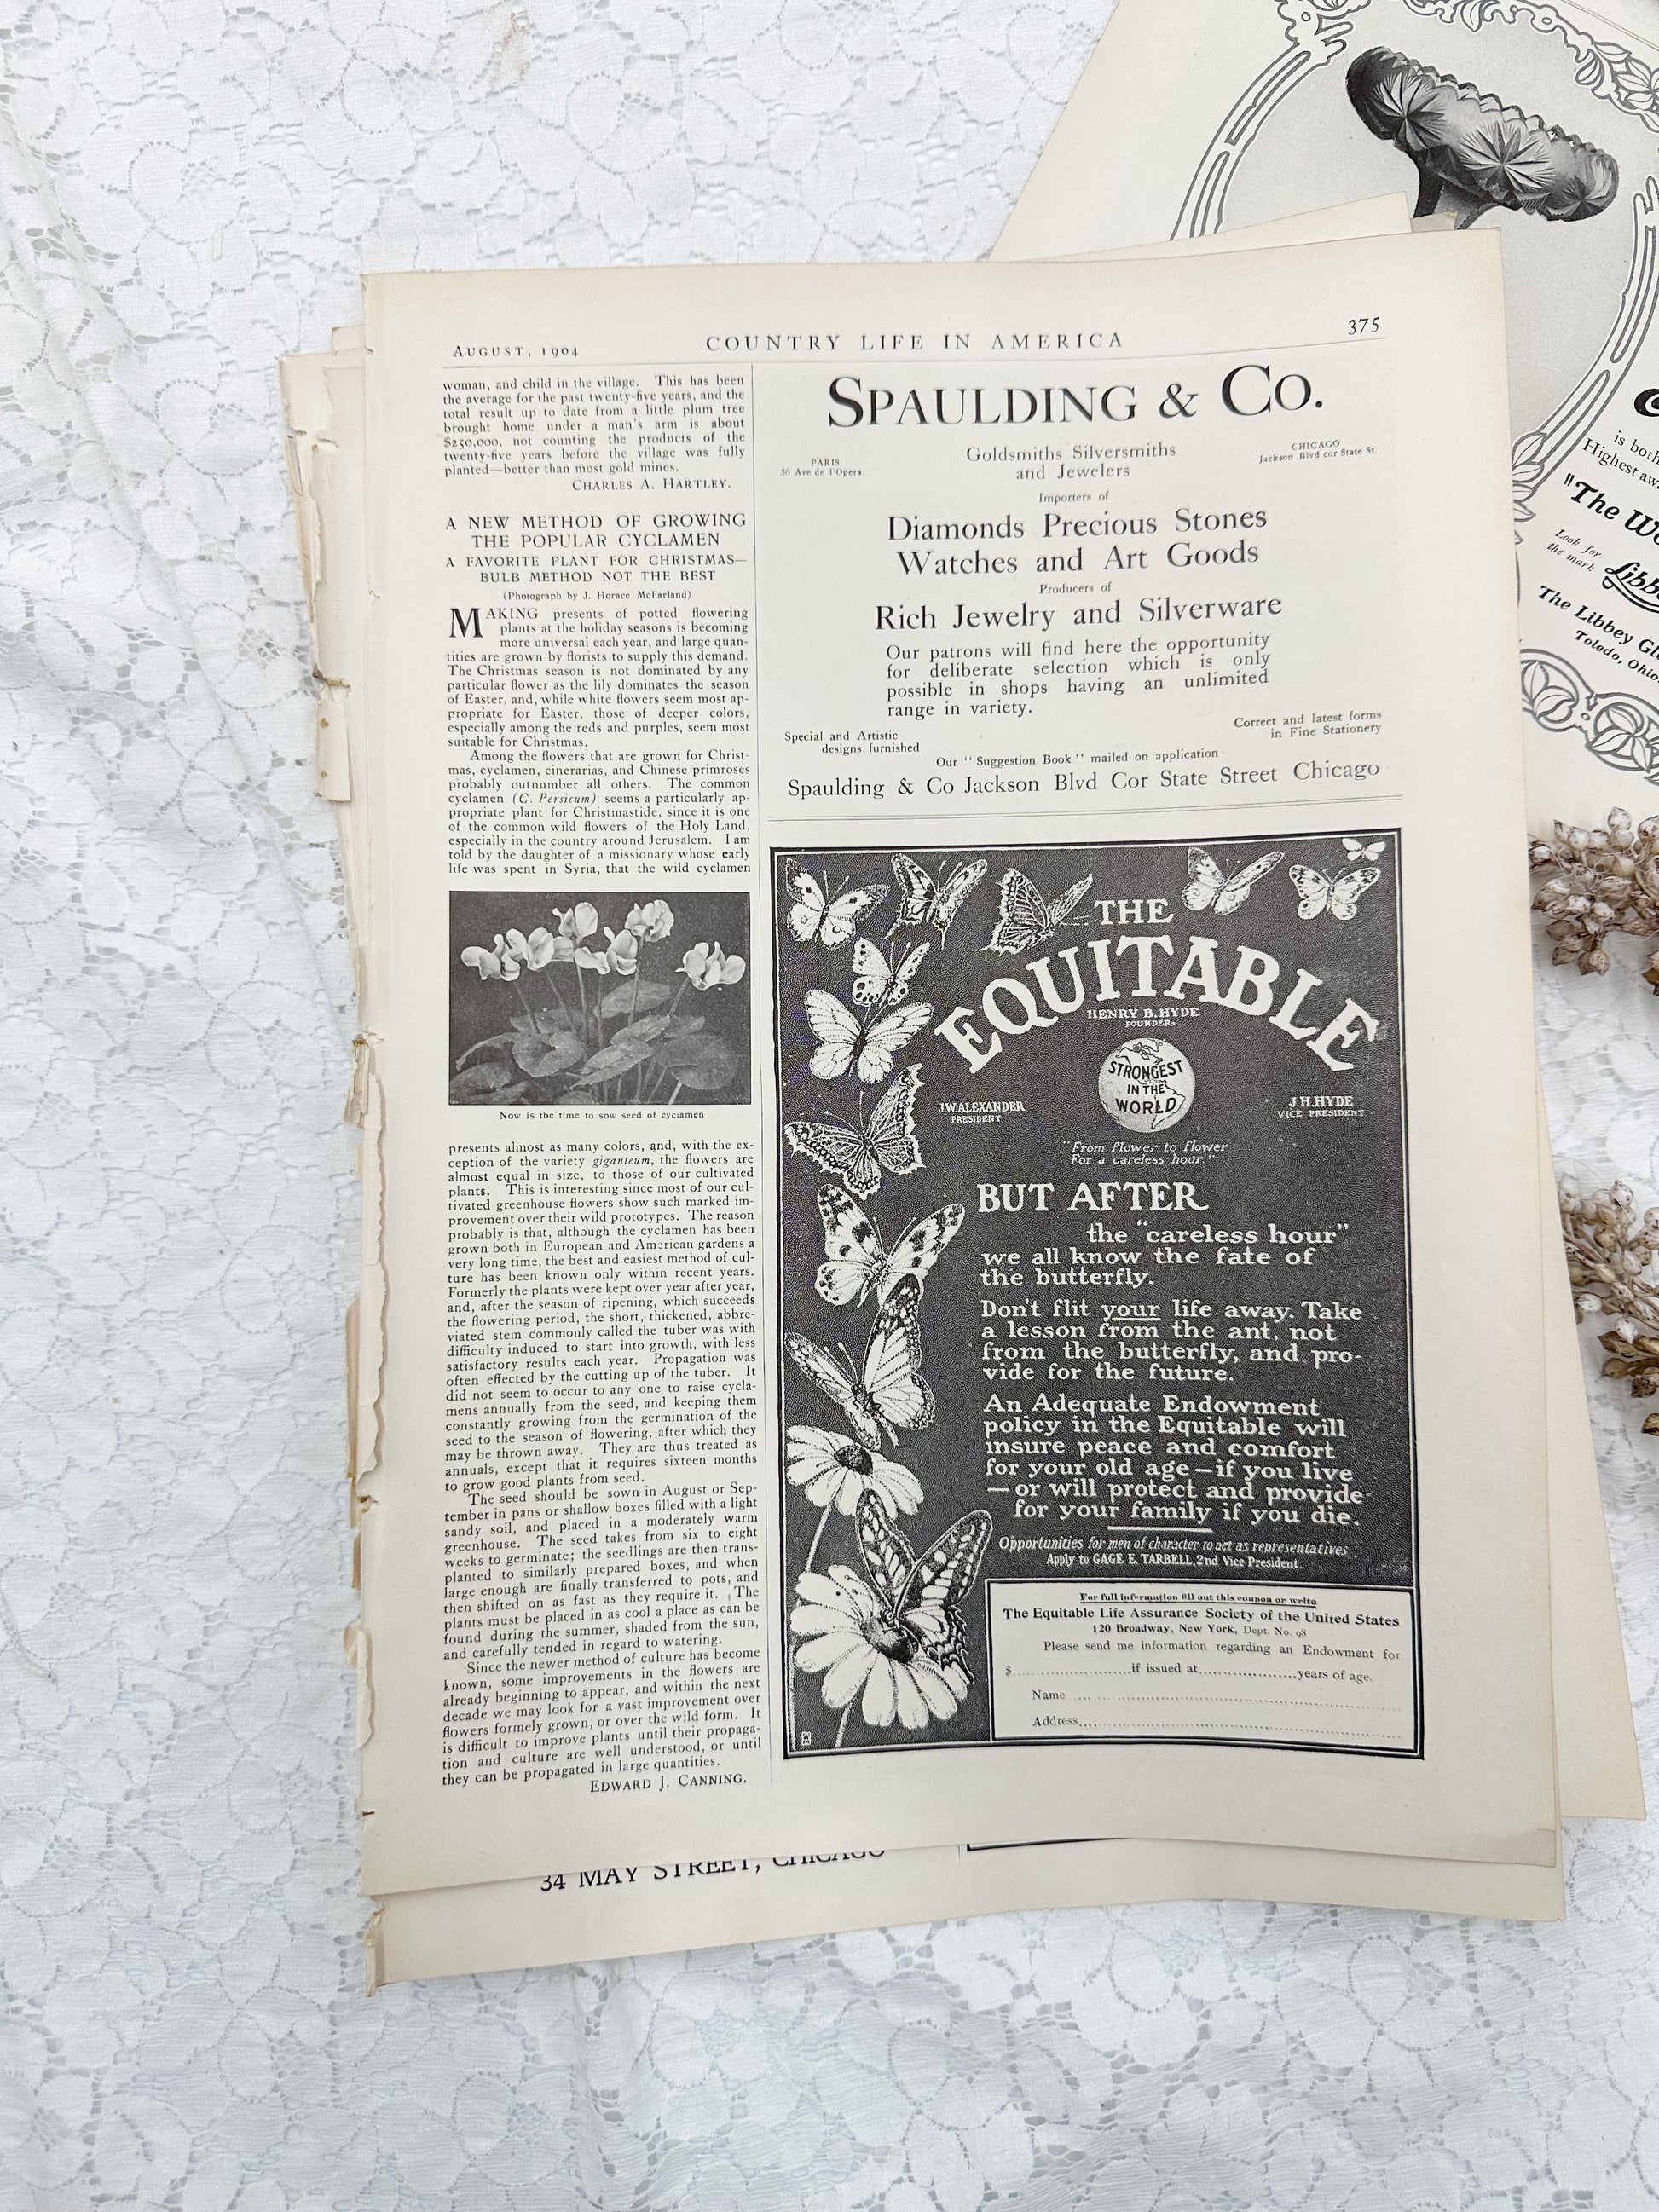 AUGUST, 1904
COUNTRY LIFE IN AMERICA
375
woman, and child in the village. This has been
the average for the past twenty-five years, and the
total result up to date from a little plum tree
brought home under a man's arm is about
$250,000, not counting the products of the
twenty-five years before the village was fully
planted—better than most gold mines.
CHARLES A. HARTLEY.
A NEW METHOD OF GROWING
THE POPULAR CYCLAMEN
A FAVORITE PLANT FOR CHRISTMAS—
BULB METHOD NOT THE BEST
(Photograph by J. Horace McFarland)
MAKING presents of potted flowering
plants at the holiday seasons is becoming
more universal each year, and large quan-
tities are grown by florists to supply this demand.
The Christmas season is not dominated by any
particular flower as the lily dominates the season
of Easter, and, while white flowers seem most ap-
propriate for Easter, those of deeper colors,
especially among the reds and purples, seem most
suitable for Christmas.
Among the flowers that are grown for Christ-
mas, cyclamen, cinerarias, and Chinese primroses
probably outnumber all others. The common
cyclamen (C. Persicum) seems a particularly ap-
propriate plant for Christmastide, since it is one
of the common wild flowers of the Holy Land,
especially in the country around Jerusalem. I am
told by the daughter of a missionary whose early
life was spent in Syria, that the wild cyclamen
Now is the time to sow seed of cyclamen
presents almost as many colors, and, with the ex-
ception of the variety giganteum, the flowers are
almost equal in size, to those of our cultivated
plants. This is interesting since most of our cul-
tivated greenhouse flowers show such marked im-
provement over their wild prototypes. The reason
probably is that, although the cyclamen has been
grown both in European and American gardens a
very long time, the best and easiest method of cul-
ture has been known only within recent years.
Formerly the plants were kept over year after year,
and, after the season of ripening, which succeeds
the flowering period, the short, thickened, abbre-
viated stem commonly called the tuber was with
difficulty induced to start into growth, with less
satisfactory results each year. Propagation was
often effected by the cutting up of the tuber. It
did not seem to occur to any one to raise cycla-
mens annually from the seed, and keeping them
constantly growing from the germination of the
seed to the season of flowering, after which they
may be thrown away. They are thus treated as
annuals, except that it requires sixteen months
to grow good plants from seed.
The seed should be sown in August or Sep-
tember in pans or shallow boxes filled with a light
sandy soil, and placed in a moderately warm
greenhouse. The seed takes from six to eight
weeks to germinate; the seedlings are then trans-
planted to similarly prepared boxes, and when
large enough are finally transferred to pots, and
then shifted on as fast as they require it. The
plants must be placed in as cool a place as can be
found during the summer, shaded from the sun,
and carefully tended in regard to watering.
Since the newer method of culture has become
known, some improvements in the flowers are
already beginning to appear, and within the next
decade we may look for a vast improvement over
flowers formely grown, or over the wild form. It
is difficult to improve plants until their propaga-
tion and culture are well understood, or until
they can be propagated in large quantities.
EDWARD J. CANNING.
SPAULDING & CO.
PARIS
36 Ave de l'Opera
Goldsmiths Silversmiths
and Jewelers
CHICAGO
Jackson Blvd cor State St
Importers of
Diamonds Precious Stones
Watches and Art Goods
Producers of
Rich Jewelry and Silverware
Our patrons will find here the opportunity
for deliberate selection which is only
possible in shops having an unlimited
range in variety.
Special and Artistic
designs furnished
Correct and latest forms
in Fine Stationery
Our "Suggestion Book" mailed on application
Spaulding & Co Jackson Blvd Cor State Street Chicago
THE
EQUITABLE
HENRY B. HYDE
FOUNDER
STRONGEST
IN THE
WORLD
J.W. ALEXANDER
PRESIDENT
J.H. HYDE
VICE PRESIDENT
"From flower to flower
For a careless hour."
BUT AFTER
the "careless hour"
we all know the fate of
the butterfly.
Don't flit your life away. Take
a lesson from the ant, not
from the butterfly, and pro-
vide for the future.
An Adequate Endowment
policy in the Equitable will
insure peace and comfort
for your old age—if you live
—or will protect and provide
for your family if you die.
Opportunities for men of character to act as representatives
Apply to GAGE E. TARBELL, 2nd Vice President
For full information fill out this coupon or write
The Equitable Life Assurance Society of the United States
120 Broadway, New York, Dept. No. 98
Please send me information regarding an Endowment for
$ if issued at years of age.
Name
Address
34 MAY STREET, CHICAGO
is both
Highest
"The
Look for
the mark
Libbey
The Libbey
Toledo, Ohio